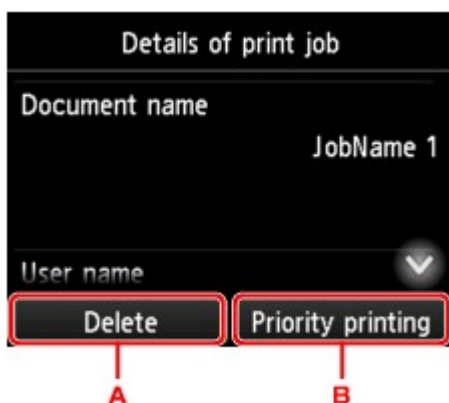 Details of print job
Document name
JobName 1
User name
Delete
Priority printing
A
B